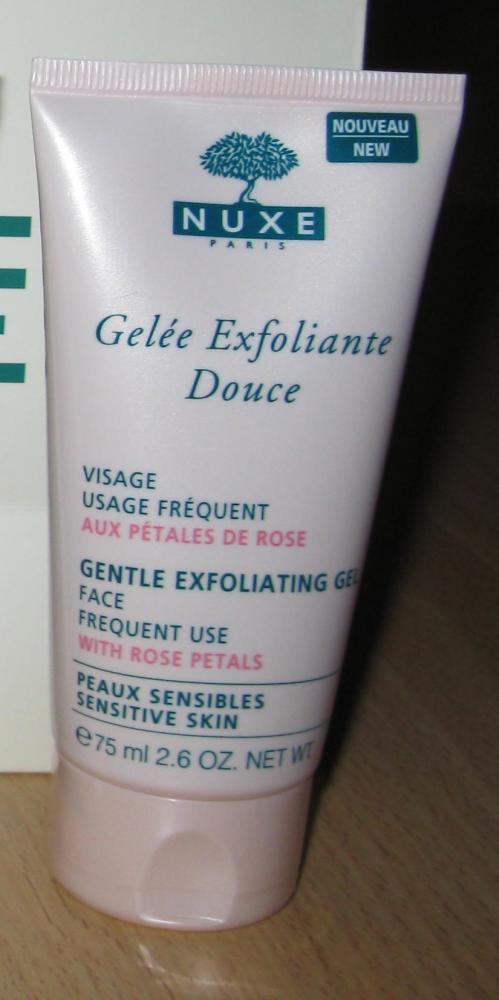 NOUVEAU
NEW
NUXE
PARIS
Gelée Exfoliante
Douce
VISAGE
USAGE FRÉQUENT
AUX PÉTALES DE ROSE
GENTLE EXFOLIATING GEL
FACE
FREQUENT USE
WITH ROSE PETALS
PEAUX SENSIBLES
SENSITIVE SKIN
e 75 ml 2.6 OZ. NET WT.